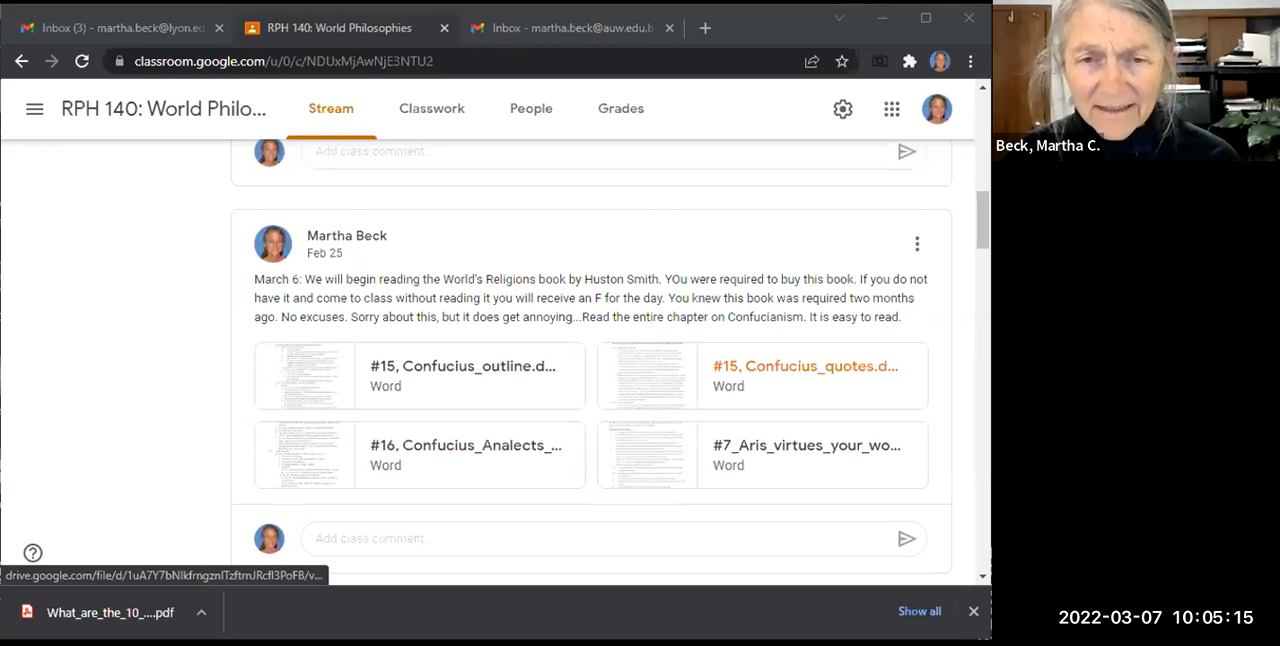 Inbox (3) - martha.beck@lyon.ec
RPH 140: World Philosophies
Inbox - martha.beck@auw.edu.b
classroom.google.com/u/0/c/NDUxMjAwNjE3NTU2
RPH 140: World Philo...
Stream
Classwork
People
Grades
Beck, Martha C.
Add class comment...
Martha Beck
Feb 25
March 6: We will begin reading the World's Religions book by Huston Smith. YOu were required to buy this book. If you do not
have it and come to class without reading it you will receive an F for the day. You knew this book was required two months
ago. No excuses. Sorry about this, but it does get annoying...Read the entire chapter on Confucianism. It is easy to read.
#15, Confucius_outline.d...
Word
Confucius_quotes.d...
Word
#16, Confucius_Analects_...
Word
virtues_your_wo...
Word
Add class comment...
What_are_the_10_....pdf
Show all
2022-03-07 10:05:15